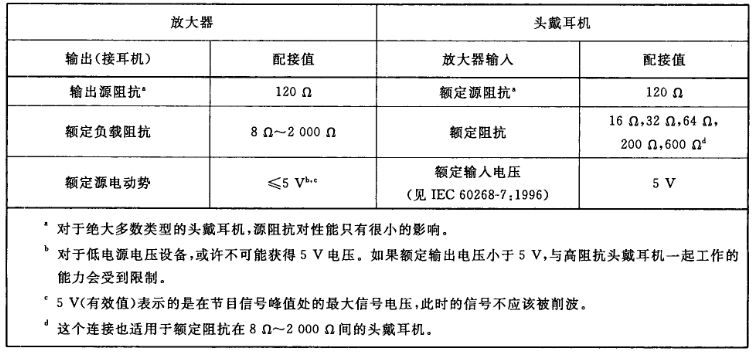 放大器 头戴耳机
输出(接耳机) 配接值 放大器输入 配接值
输出源阻抗ᵃ 120 Ω 额定源阻抗ᵃ 120 Ω
额定负载阻抗 8 Ω～2 000 Ω 额定阻抗 16 Ω,32 Ω,64 Ω,
200 Ω,600 Ωᵈ
额定源电动势 ≤5 Vᵇ·ᶜ 额定输入电压
(见 IEC 60268-7:1996) 5 V
ᵃ 对于绝大多数类型的头戴耳机,源阻抗对性能只有很小的影响。
ᵇ 对于低电源电压设备,或许不可能获得 5 V 电压。如果额定输出电压小于 5 V,与高阻抗头戴耳机一起工作的
能力会受到限制。
ᶜ 5 V(有效值)表示的是在节目信号峰值处的最大信号电压,此时的信号不应该被削波。
ᵈ 这个连接也适用于额定阻抗在 8 Ω～2 000 Ω 间的头戴耳机。